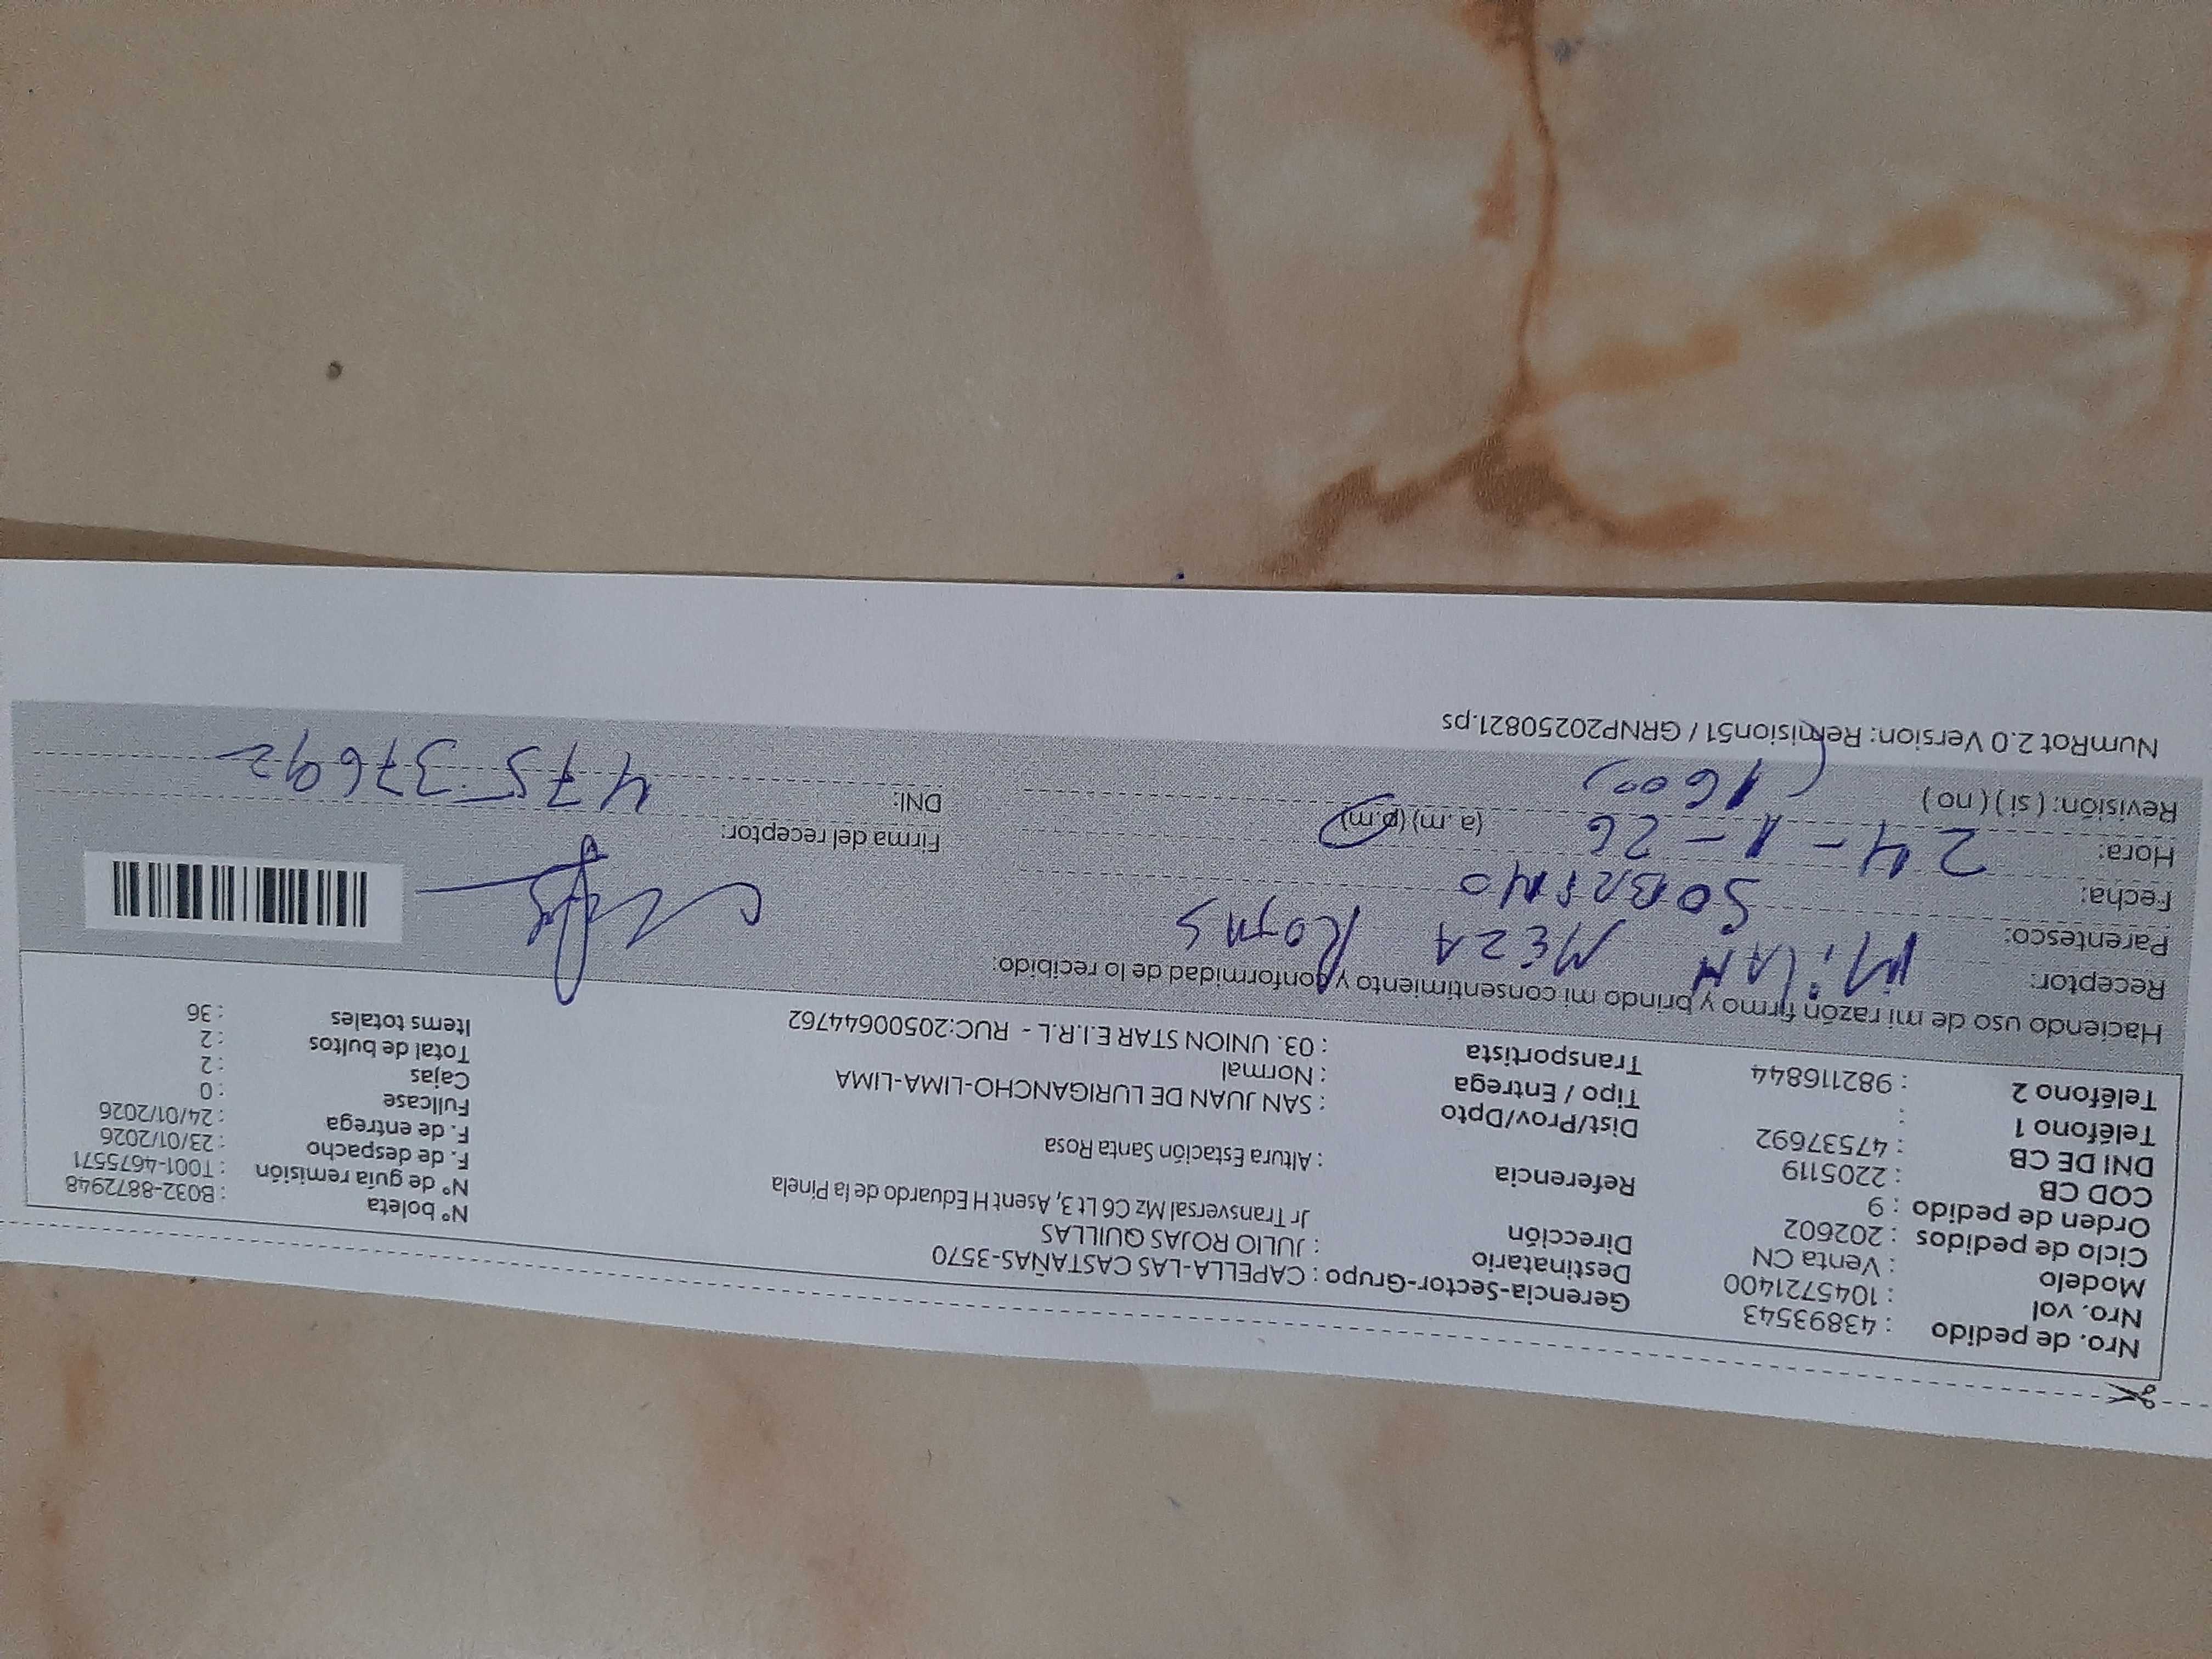 Nro. de pedido : 43893543
Nro. vol : 1045721400
Modelo : Venta CN
Ciclo de pedidos : 202602
Orden de pedido : 9
COD CB : 2205119
DNI DE CB : 47537692
Teléfono 1 :
Teléfono 2 : 982116844
Gerencia-Sector-Grupo : CAPELLA-LAS CASTAÑAS-3570
Destinatario : JULIO ROJAS QUILLAS
Dirección Jr Transversal Mz C6 Lt 3, Asent H Eduardo de la Pinela
Referencia : Altura Estación Santa Rosa
Dist/Prov/Dpto : SAN JUAN DE LURIGANCHO-LIMA-LIMA
Tipo / Entrega : Normal
Transportista : 03. UNION STAR E.I.R.L - RUC:20500644762
N° boleta : B032-8872948
N° de guía remisión : T001-4675571
F. de despacho : 23/01/2026
F. de entrega : 24/01/2026
Fullcase : 0
Cajas : 2
Total de bultos : 2
Items totales : 36
Haciendo uso de mi razón firmo y brindo mi consentimiento y conformidad de lo recibido:
Receptor: MiLAN MEZA ROJAS
Parentesco: SOBRINO
Fecha: 24-1-26
Hora: 1600 (a. m) (p.m)
Revisión: ( si ) ( no )
Firma del receptor:
DNI: 47537692
NumRot 2.0 Version: Remision51 / GRNP20250821.ps